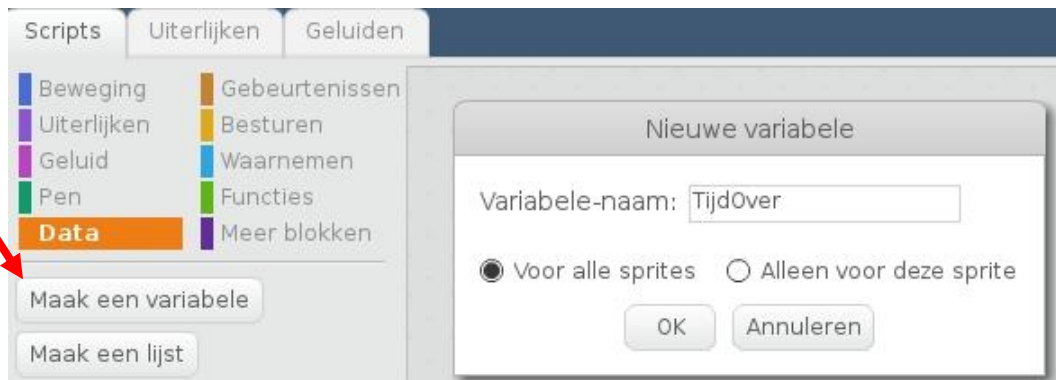 Scripts Uiterlijken Geluiden
Beweging Gebeurtenissen
Uiterlijken Besturen
Geluid Waarnemen
Pen Functies
Data Meer blokken
Maak een variabele
Maak een lijst
Nieuwe variabele
Variabele-naam: TijdOver
Voor alle sprites Alleen voor deze sprite
OK Annuleren